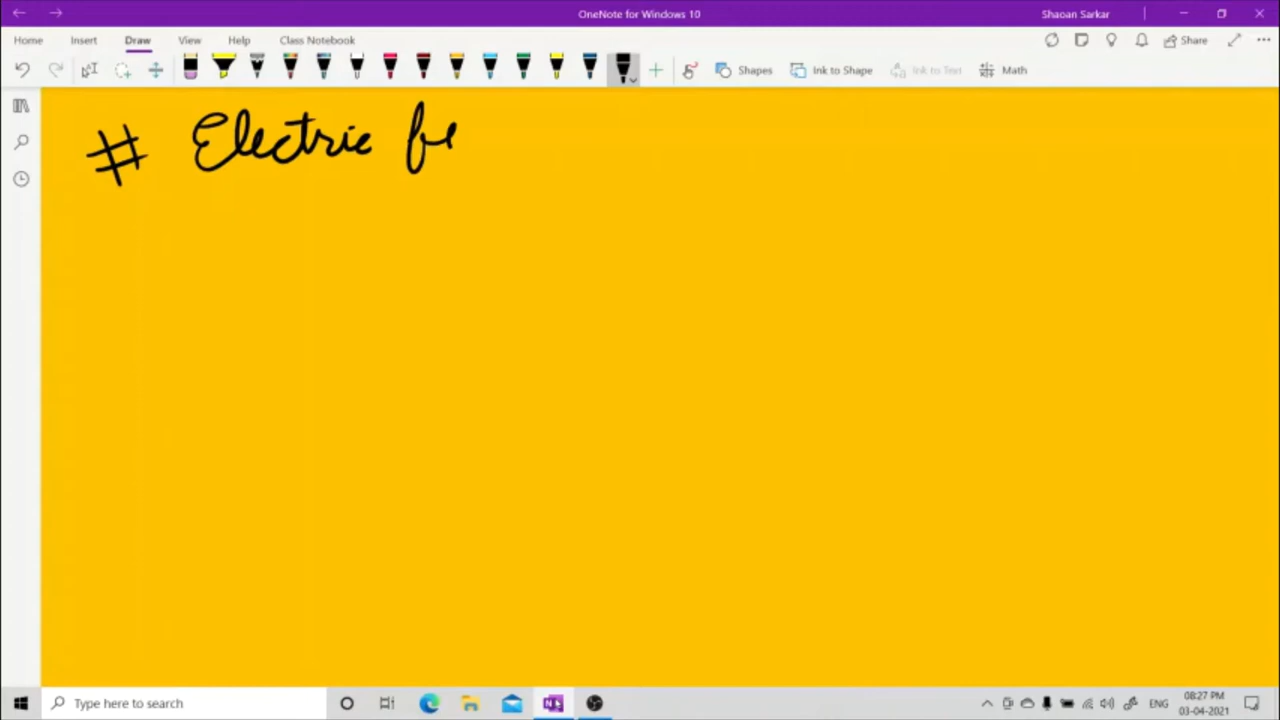 OneNote for Windows 10
Shaoan Sarkar
Home Insert Draw View Help Class Notebook
Share
Shapes Ink to Shape Ink to Text Math
# Electric fe
Type here to search
ENG 08:27 PM
03-04-2021